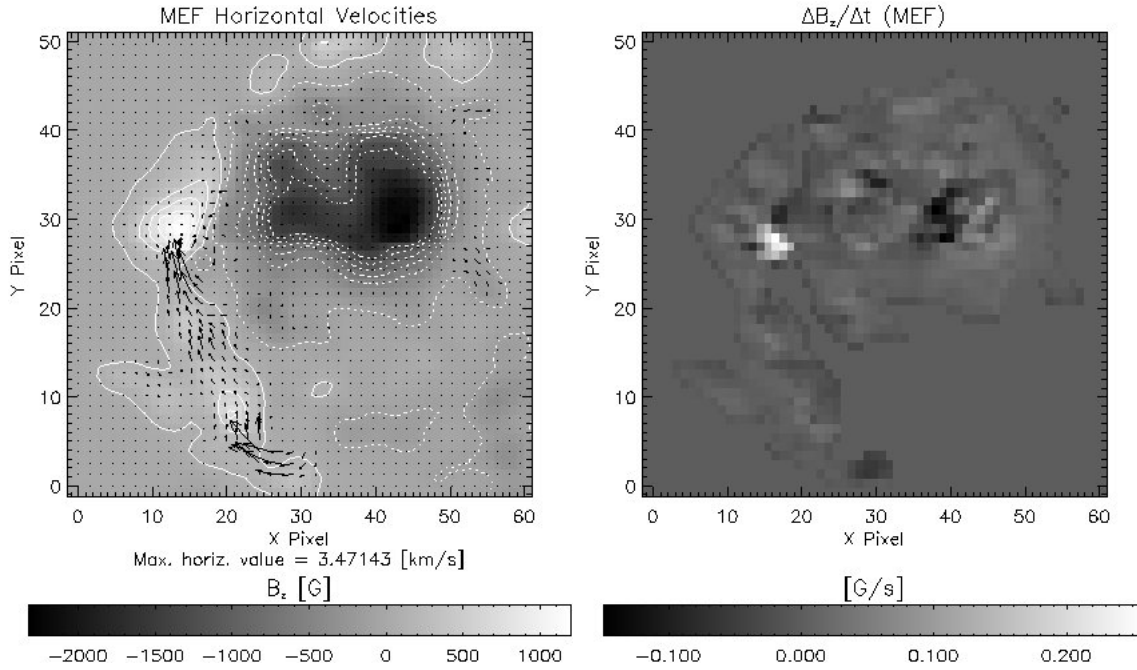 MEF Horizontal Velocities
50
40
30
20
10
0
Y Pixel
0 10 20 30 40 50 60
X Pixel
Max. horiz. value = 3.47143 [km/s]
B_z [G]
-2000 -1500 -1000 -500 0 500 1000
ΔB_z/Δt (MEF)
50
40
30
20
10
0
Y Pixel
0 10 20 30 40 50 60
X Pixel
[G/s]
-0.100 0.000 0.100 0.200